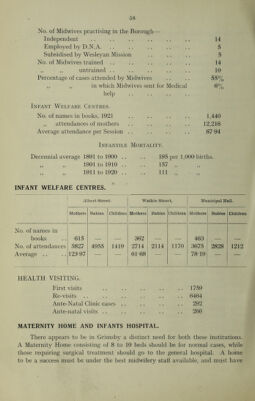 58
No. of Midwives practising in the Borough—
Independent .. .. .. .. .. 14
Employed by D.N.A. .. .. .. .. 5
Subsidised by Wesleyan Mission .. .. .. 5
No. of Midwives trained .. .. .. .. .. 14
„ „ untrained .. .. .. .. .. 10
Percentage of cases attended by Midwives .. .. 55%
„ „ in which Midwives sent for Medical 6%
help .. .. .. ..
INFANT WELFARE CENTRES.
No. of names in books, 1921 .. .. .. .. 1,440
„ attendances of mothers .. .. .. .. 12,216
Average attendance per Session .. .. .. .. 87·94
INFANTILE MORTALITY.
Decennial average 1891 to 1900 .. .. 185 per 1,000 births.
„ „ 1901 to 1910 .. .. 137 „ „
„ „ 1911 to 1920 .. .. 111 „ „
INFANT WELFARE CENTRES.
Albert Street. Watkin Street. Municipal Hall.
Mothers Babies Children Mothers Babies Children Mothers Babies Children
No. of names in
books .. 615 — — 362 — — 463 — —
No. of attendances 5827 4955 1410 2714 2114 1170 3675 2828 1212
Average .. .. 123·97 — — 61·68 — — 78·19 — —
HEALTH VISITING.
First visits .. .. .. .. 1759
Re-visits .. .. .. .. .. 6464
Ante-Natal Clinic cases .. .. .. 292
Ante-natal visits .. .. .. .. 266
MATERNITY HOME AND INFANTS HOSPITAL.
There appears to be in Grimsby a distinct need for both these institutions.
A Maternity Home consisting of 8 to 10 beds should be for normal cases, while
those requiring surgical treatment should go to the general hospital. A home
to be a success must be under the best midwifery staff available, and must have